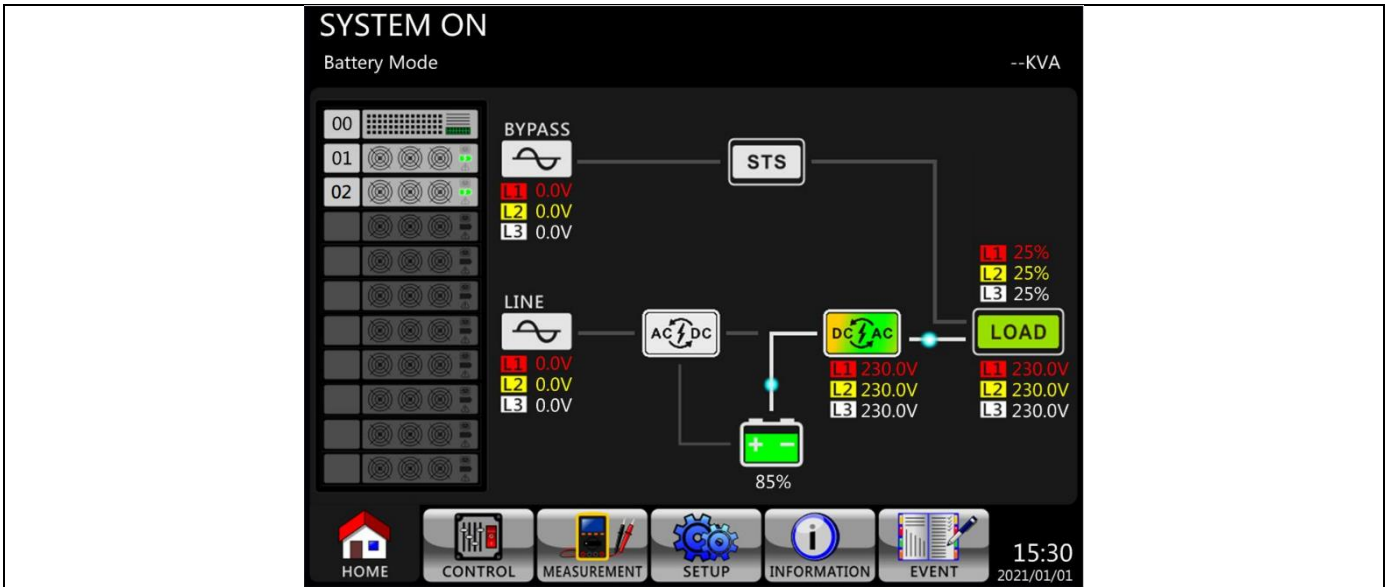 SYSTEM ON
Battery Mode
--KVA
00
01
02
BYPASS
L1 0.0V
L2 0.0V
L3 0.0V
STS
L1 25%
L2 25%
L3 25%
LINE
AC DC
DC AC
LOAD
L1 0.0V
L2 0.0V
L3 0.0V
L1 230.0V
L2 230.0V
L3 230.0V
L1 230.0V
L2 230.0V
L3 230.0V
+ −
85%
HOME
CONTROL
MEASUREMENT
SETUP
INFORMATION
EVENT
15:30
2021/01/01